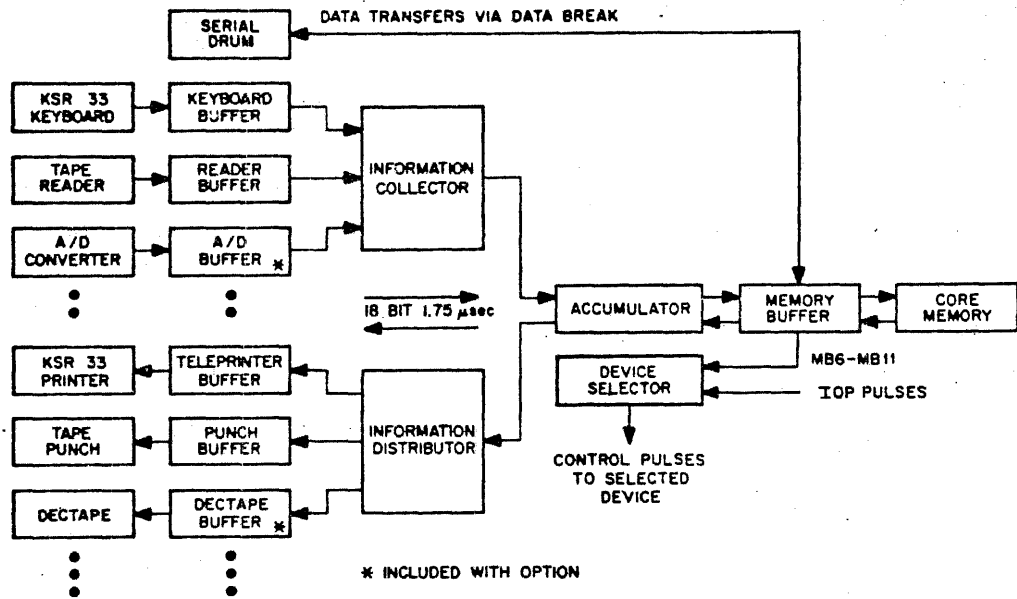 DATA TRANSFERS VIA DATA BREAK
SERIAL
DRUM
KSR 33
KEYBOARD
KEYBOARD
BUFFER
TAPE
READER
READER
BUFFER
INFORMATION
COLLECTOR
A/D
CONVERTER
A/D
BUFFER *
18 BIT 1.75 μsec
ACCUMULATOR
MEMORY
BUFFER
CORE
MEMORY
KSR 33
PRINTER
TELEPRINTER
BUFFER
DEVICE
SELECTOR
MB6-MB11
IOP PULSES
TAPE
PUNCH
PUNCH
BUFFER
INFORMATION
DISTRIBUTOR
CONTROL PULSES
TO SELECTED
DEVICE
DECTAPE
DECTAPE
BUFFER *
* INCLUDED WITH OPTION